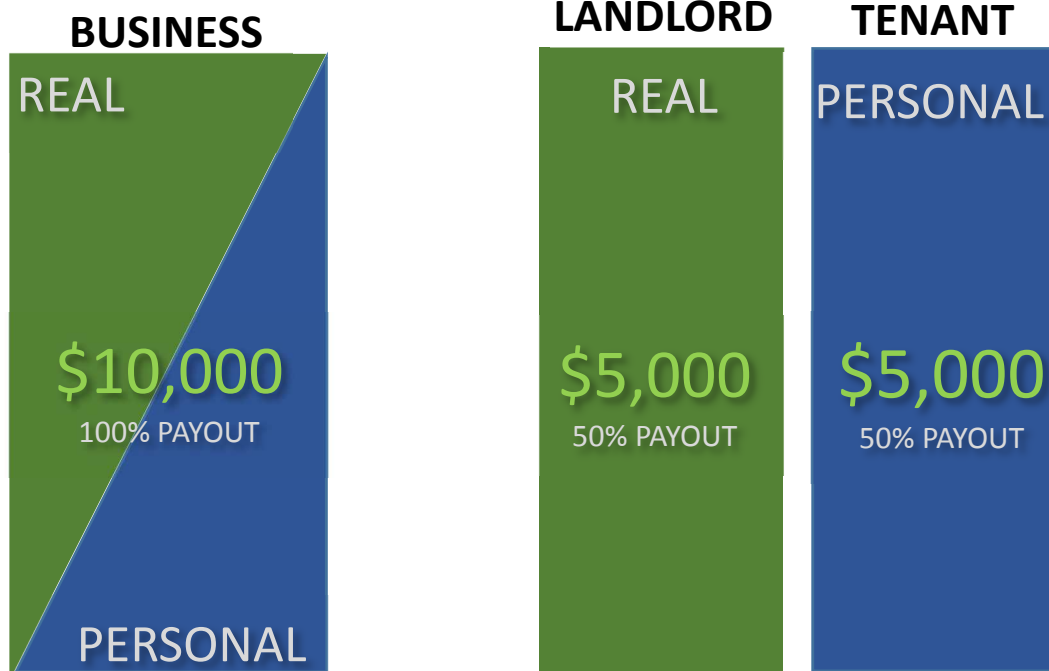 BUSINESS
REAL
$10,000
100% PAYOUT
PERSONAL
LANDLORD
REAL
$5,000
50% PAYOUT
TENANT
PERSONAL
$5,000
50% PAYOUT